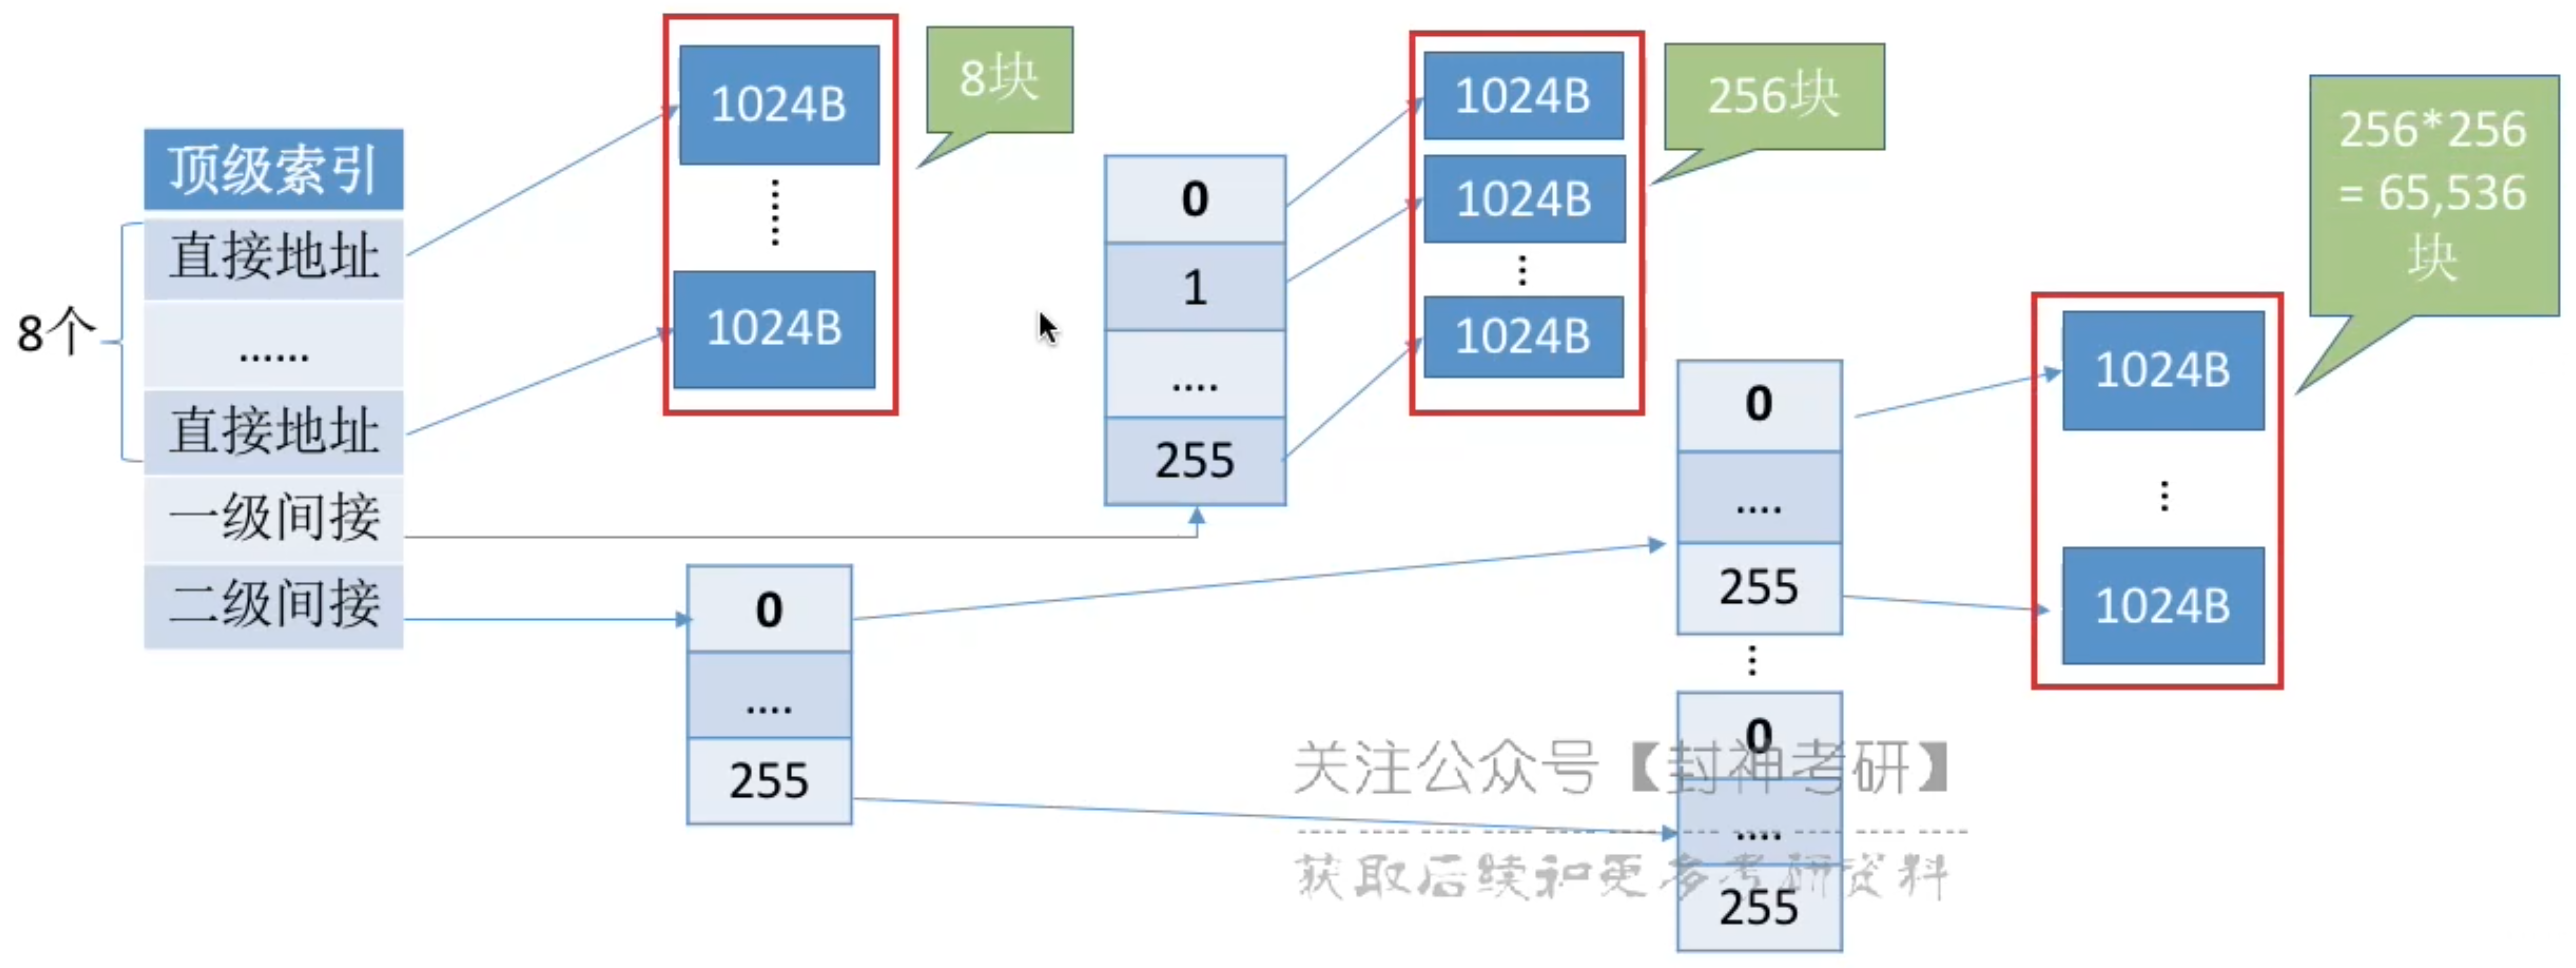 顶级索引
直接地址
......
直接地址
一级间接
二级间接
8个
1024B
1024B
8块
0
1
....
255
1024B
1024B
1024B
256块
0
....
255
0
....
255
0
....
255
1024B
1024B
256*256
= 65,536
块
关注公众号【封神考研】
获取后续和更多考研资料